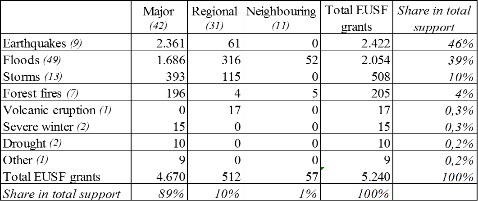 Major Regional Neighbouring Total EUSF Share in total
(42) (31) (11) grants support
Earthquakes (9) 2.361 61 0 2.422 46%
Floods (49) 1.686 316 52 2.054 39%
Storms (13) 393 115 0 508 10%
Forest fires (7) 196 4 5 205 4%
Volcanic eruption (1) 0 17 0 17 0,3%
Severe winter (2) 15 0 0 15 0,3%
Drought (2) 10 0 0 10 0,2%
Other (1) 9 0 0 9 0,2%
Total EUSF grants 4.670 512 57 5.240 100%
Share in total support 89% 10% 1% 100%